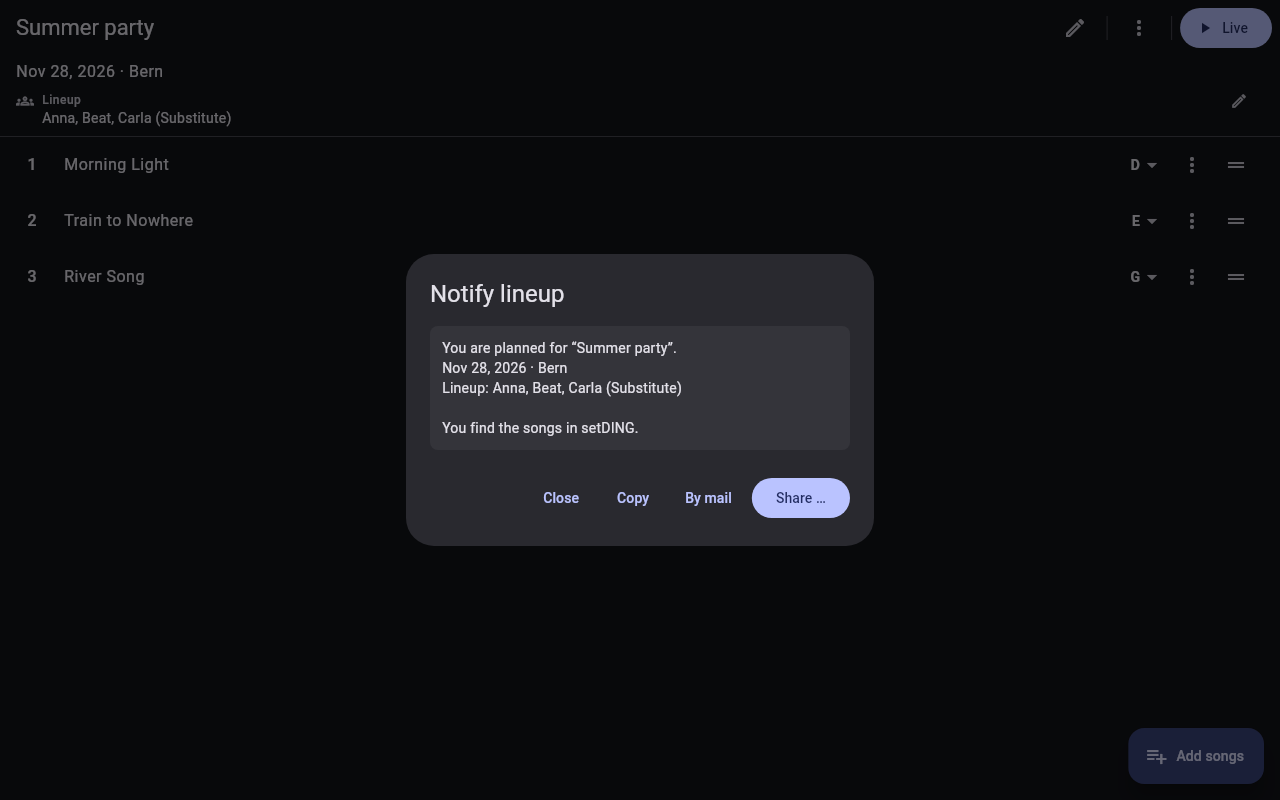 Summer party
Live
Nov 28, 2026 · Bern
Lineup
Anna, Beat, Carla (Substitute)
1 Morning Light D
2 Train to Nowhere E
3 River Song G
Notify lineup
You are planned for “Summer party”.
Nov 28, 2026 · Bern
Lineup: Anna, Beat, Carla (Substitute)
You find the songs in setDING.
Close Copy By mail Share …
Add songs